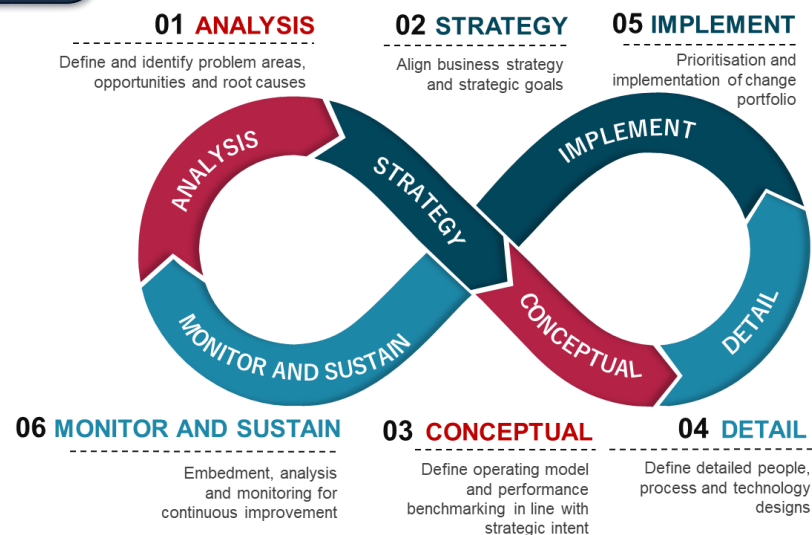 01 ANALYSIS
Define and identify problem areas,
opportunities and root causes
02 STRATEGY
Align business strategy
and strategic goals
05 IMPLEMENT
Prioritisation and
implementation of change
portfolio
ANALYSIS
STRATEGY
IMPLEMENT
MONITOR AND SUSTAIN
CONCEPTUAL
DETAIL
06 MONITOR AND SUSTAIN
Embedment, analysis
and monitoring for
continuous improvement
03 CONCEPTUAL
Define operating model
and performance
benchmarking in line with
strategic intent
04 DETAIL
Define detailed people,
process and technology
designs